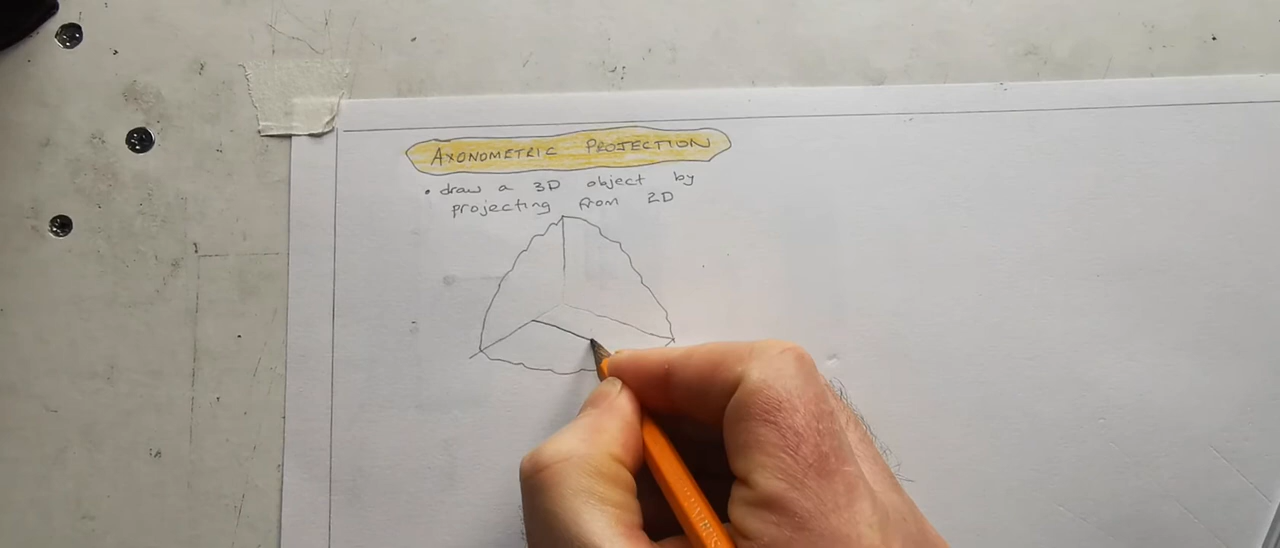 AXONOMETRIC PROJECTION
• draw a 3D object by
projecting from 2D